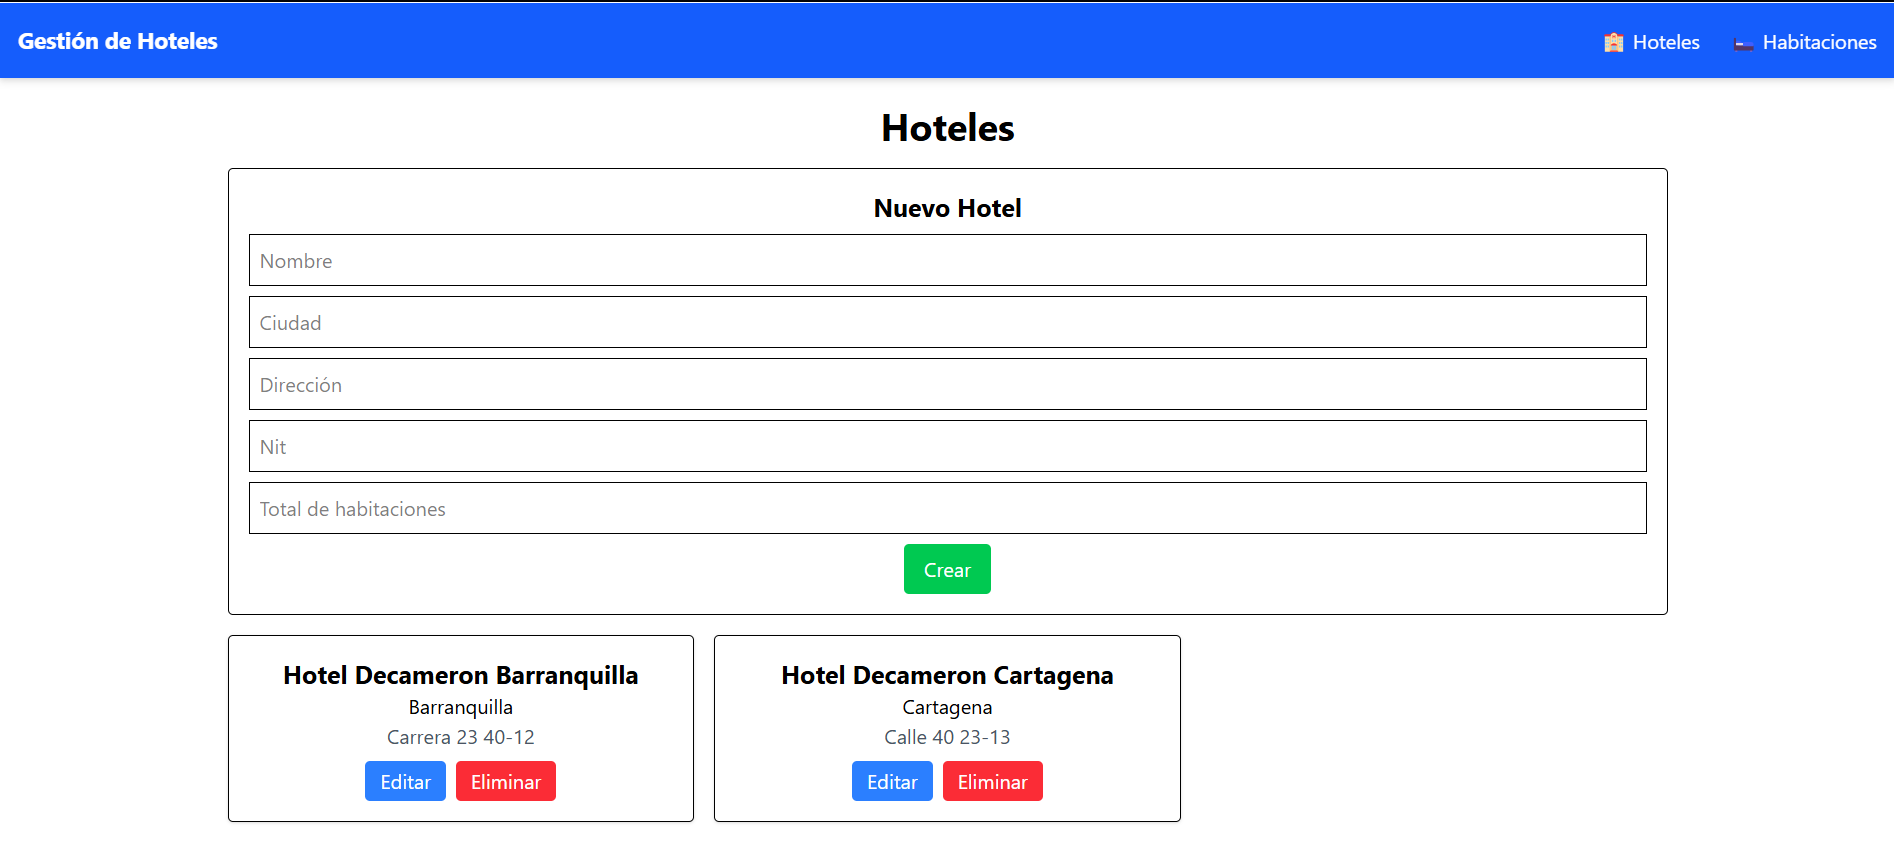 Gestión de Hoteles
Hoteles
Habitaciones
Hoteles
Nuevo Hotel
Nombre
Ciudad
Dirección
Nit
Total de habitaciones
Crear
Hotel Decameron Barranquilla
Barranquilla
Carrera 23 40-12
Editar
Eliminar
Hotel Decameron Cartagena
Cartagena
Calle 40 23-13
Editar
Eliminar